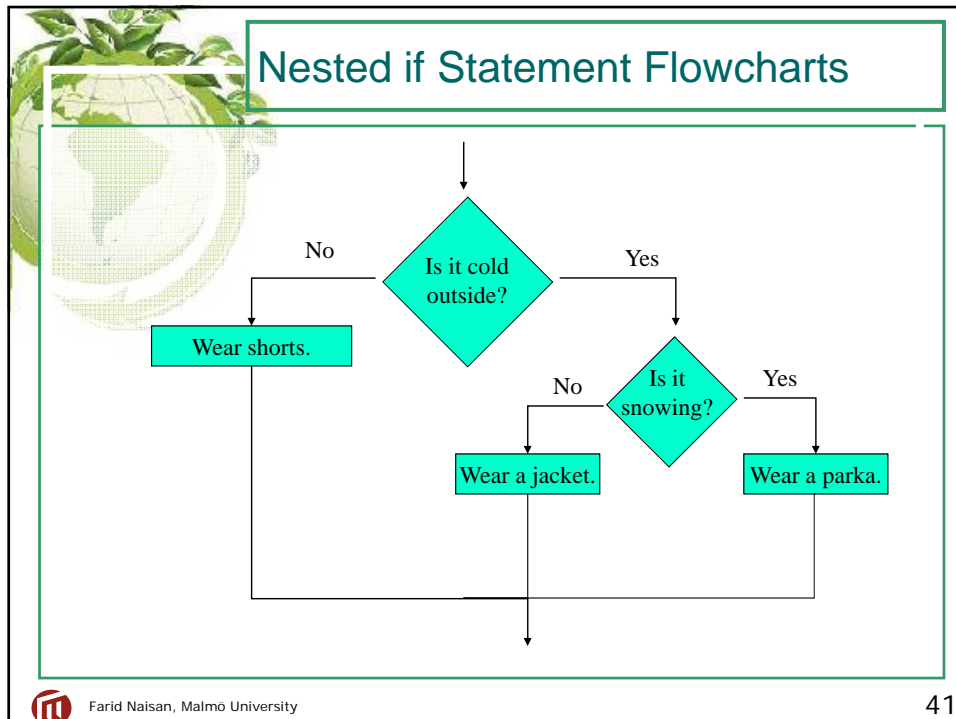 Nested if Statement Flowcharts
No
Is it cold
outside?
Yes
Wear shorts.
No
Is it
snowing?
Yes
Wear a jacket.
Wear a parka.
Farid Naisan, Malmö University
41